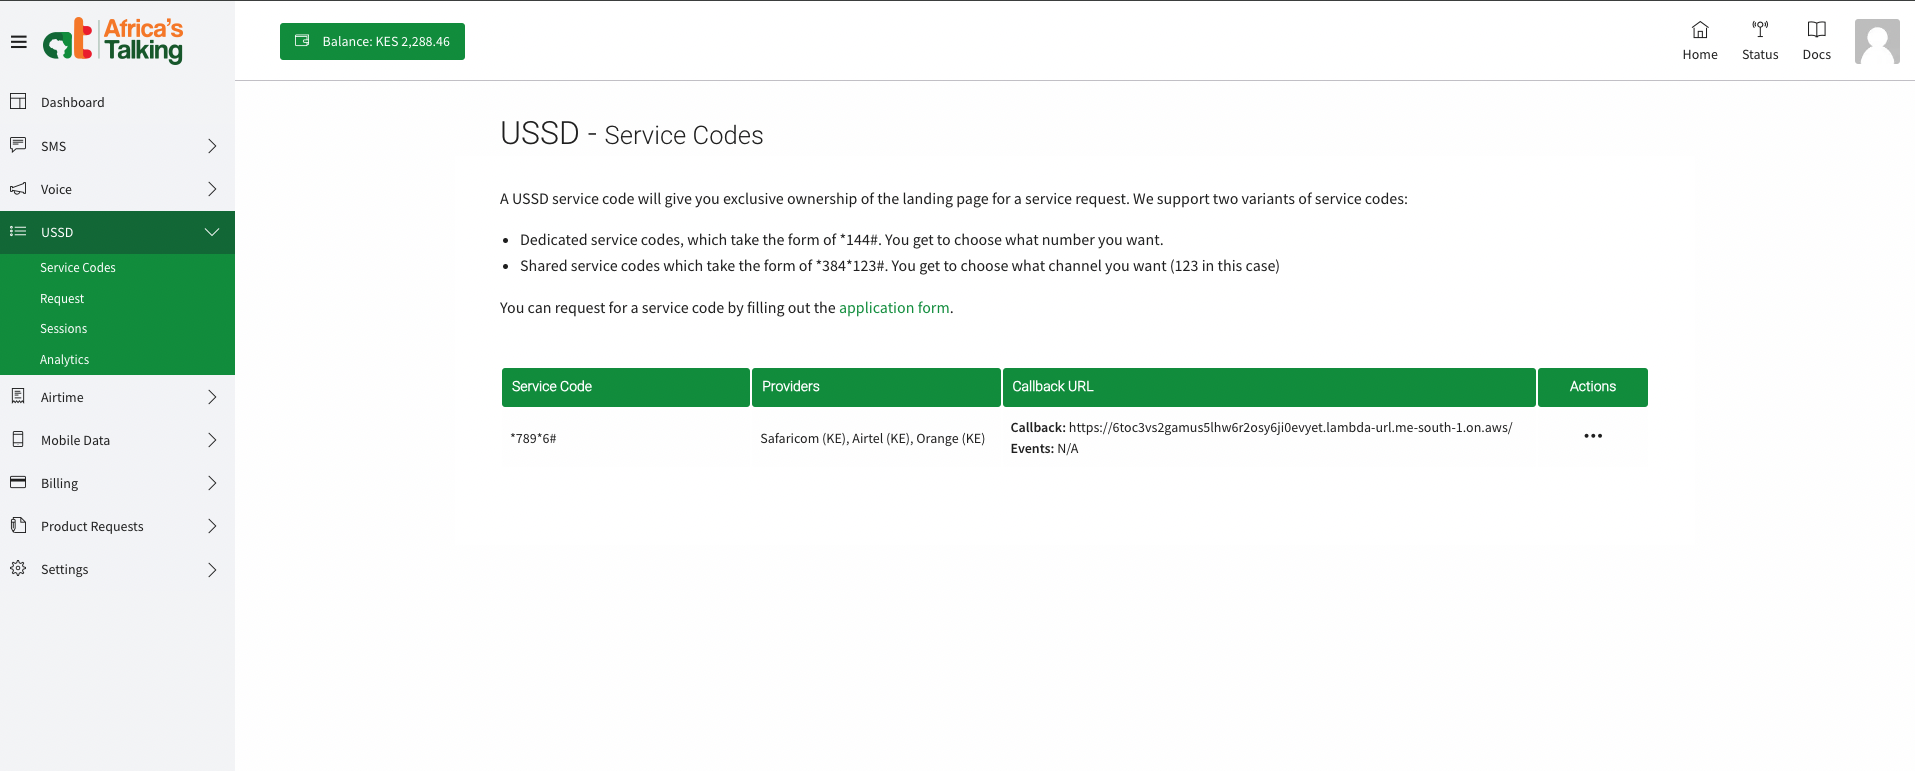 Africa's
Talking
Balance: KES 2,288.46
Home
Status
Docs
Dashboard
SMS
Voice
USSD
Service Codes
Request
Sessions
Analytics
Airtime
Mobile Data
Billing
Product Requests
Settings
USSD - Service Codes
A USSD service code will give you exclusive ownership of the landing page for a service request. We support two variants of service codes:
• Dedicated service codes, which take the form of *144#. You get to choose what number you want.
• Shared service codes which take the form of *384*123#. You get to choose what channel you want (123 in this case)
You can request for a service code by filling out the application form.
Service Code Providers Callback URL Actions
*789*6# Safaricom (KE), Airtel (KE), Orange (KE) Callback: https://6toc3vs2gamus5lhw6r2osy6ji0evyet.lambda-url.me-south-1.on.aws/
Events: N/A